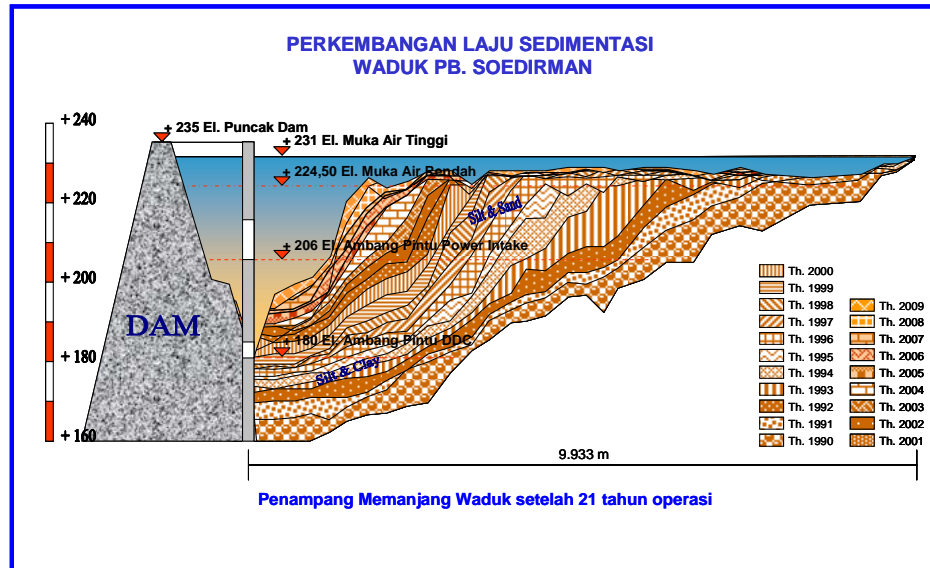 PERKEMBANGAN LAJU SEDIMENTASI
WADUK PB. SOEDIRMAN
+ 240
+ 220
+ 200
+ 180
+ 160
+ 235 El. Puncak Dam
+ 231 El. Muka Air Tinggi
+ 224,50 El. Muka Air Rendah
+ 206 El. Ambang Pintu Power Intake
+ 180 El. Ambang Pintu DDC
DAM
Silt & Sand
Silt & Clay
Th. 2000
Th. 1999
Th. 1998
Th. 1997
Th. 1996
Th. 1995
Th. 1994
Th. 1993
Th. 1992
Th. 1991
Th. 1990
Th. 2009
Th. 2008
Th. 2007
Th. 2006
Th. 2005
Th. 2004
Th. 2003
Th. 2002
Th. 2001
9.933 m
Penampang Memanjang Waduk setelah 21 tahun operasi